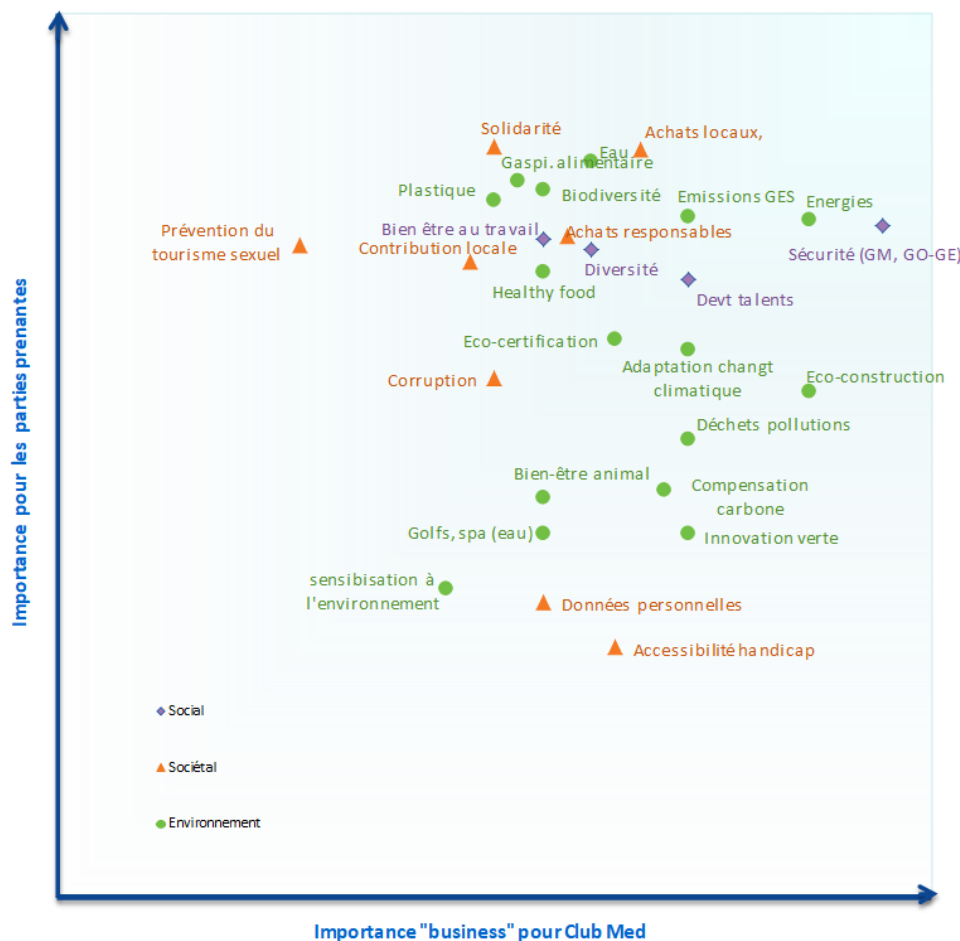 Importance pour les parties prenantes
Solidarité
Achats locaux,
Eau
Gaspi.alimentaire
Plastique
Biodiversité
Emissions GES
Energies
Prévention du
tourisme sexuel
Bien être au travail
Achats responsables
Contribution locale
Sécurité (GM, GO-GE)
Diversité
Healthy food
Devt talents
Eco-certification
Adaptation changt
climatique
Corruption
Eco-construction
Déchets pollutions
Bien-être animal
Compensation
carbone
Golfs, spa (eau)
Innovation verte
sensibisation à
l'environnement
Données personnelles
Accessibilité handicap
Social
Sociétal
Environnement
Importance "business" pour Club Med